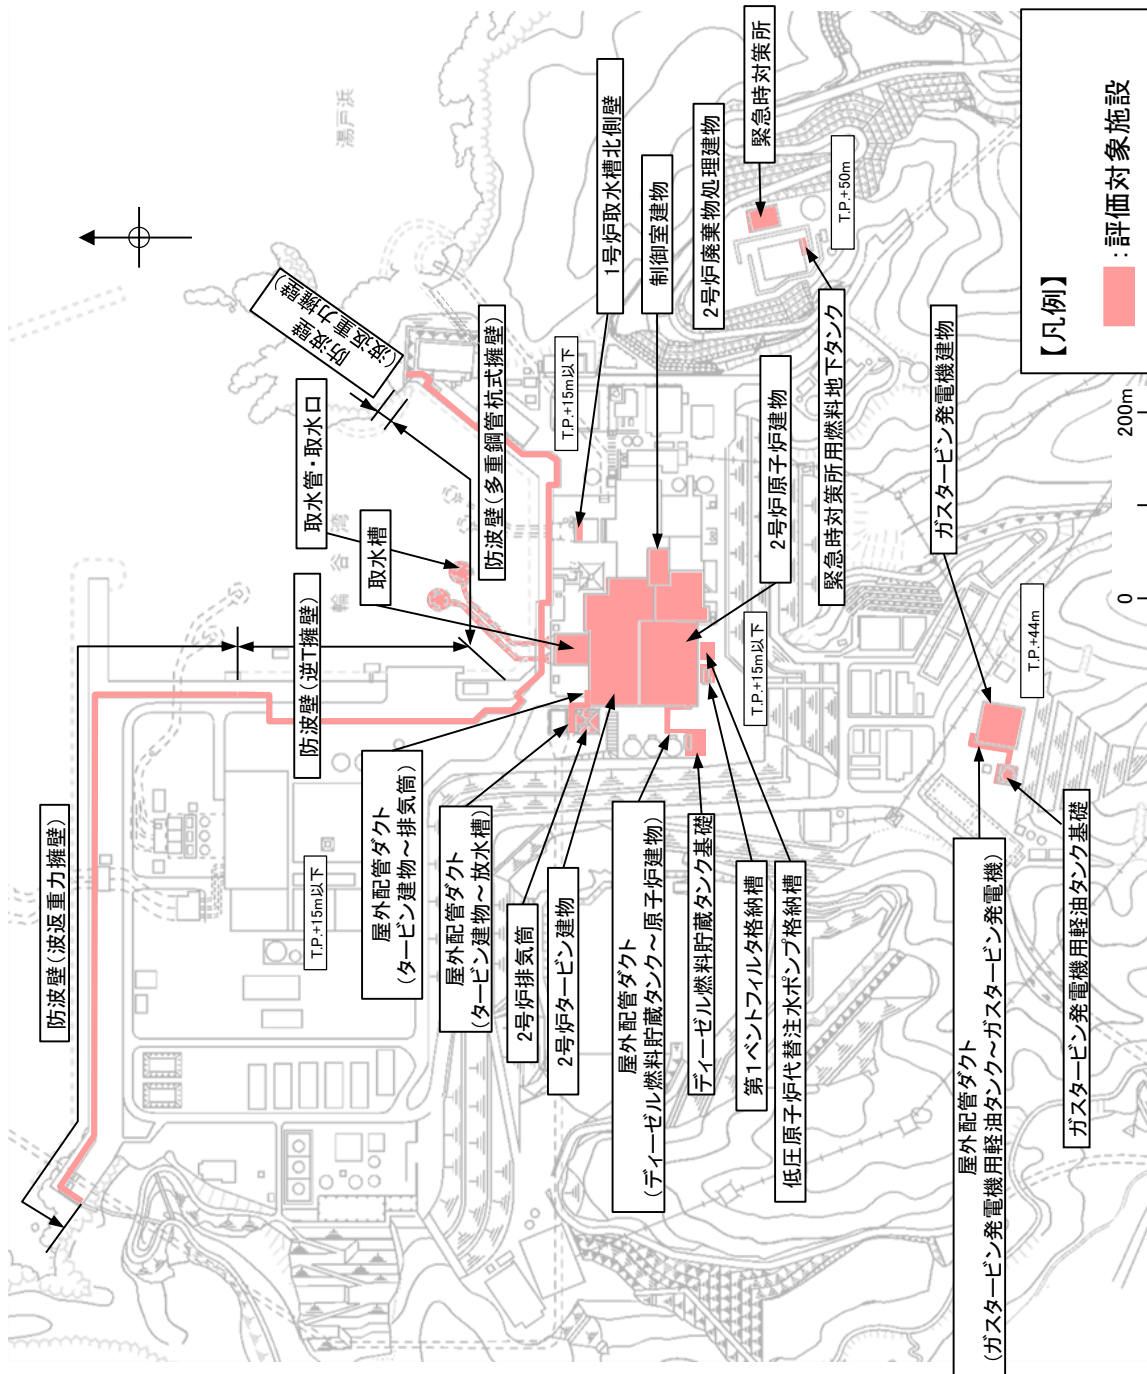 防波壁(波返重力擁壁)
防波壁(逆T擁壁)
取水槽
取水管・取水口
防波壁(多重鋼管杭式擁壁)
防波壁
(波返重力擁壁)
湯戸浜
輪谷湾
1号炉取水槽北側壁
制御室建物
2号炉廃棄物処理建物
緊急時対策所
T.P.+15m以下
T.P.+50m
緊急時対策所用燃料地下タンク
2号炉原子炉建物
ガスタービン発電機建物
T.P.+15m以下
T.P.+44m
T.P.+15m以下
屋外配管ダクト
(タービン建物~排気筒)
屋外配管ダクト
(タービン建物~放水槽)
2号炉排気筒
2号炉タービン建物
屋外配管ダクト
(ディーゼル燃料貯蔵タンク~原子炉建物)
ディーゼル燃料貯蔵タンク基礎
第1ベントフィルタ格納槽
低圧原子炉代替注水ポンプ格納槽
屋外配管ダクト
(ガスタービン発電機用軽油タンク~ガスタービン発電機)
ガスタービン発電機用軽油タンク基礎
【凡例】
:評価対象施設
0
200m